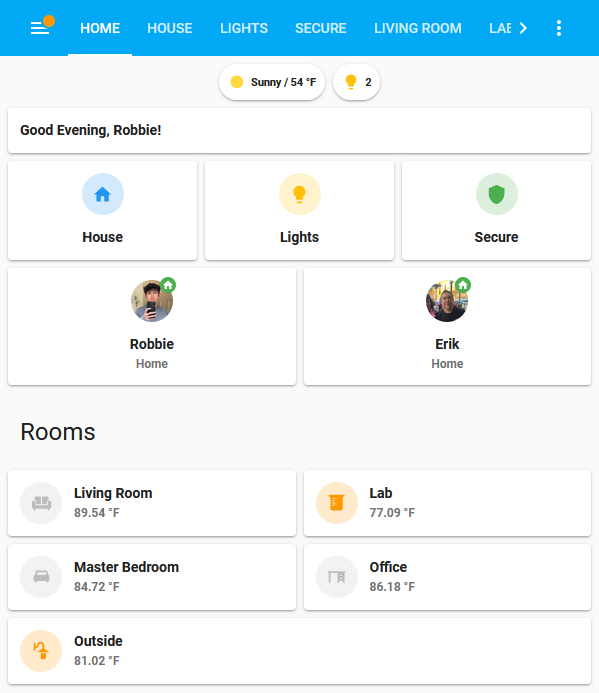 HOME HOUSE LIGHTS SECURE LIVING ROOM LAB
Sunny / 54 °F 2
Good Evening, Robbie!
House Lights Secure
Robbie Erik
Home Home
Rooms
Living Room Lab
89.54 °F 77.09 °F
Master Bedroom Office
84.72 °F 86.18 °F
Outside
81.02 °F